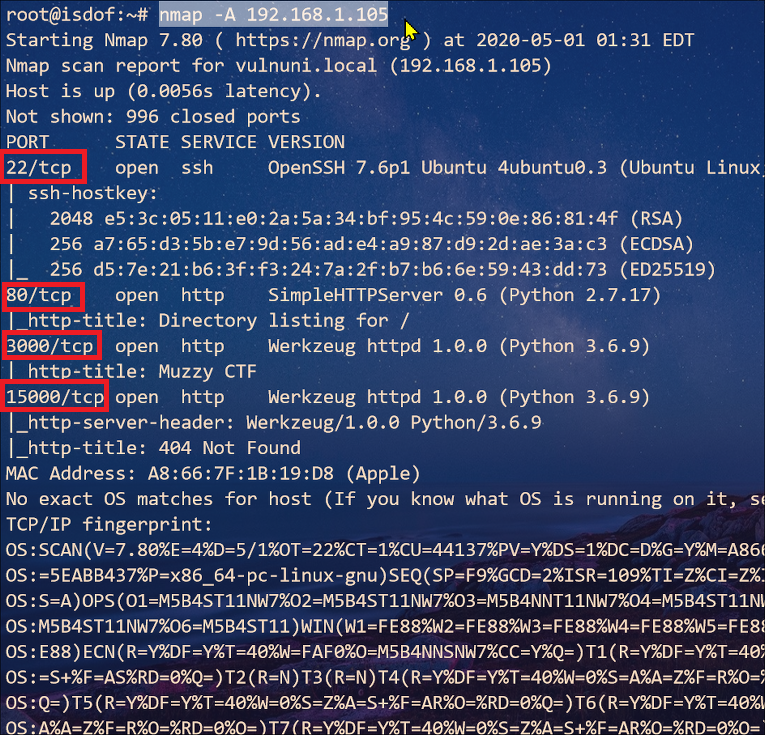 root@isdof:~# nmap -A 192.168.1.105
Starting Nmap 7.80 ( https://nmap.org ) at 2020-05-01 01:31 EDT
Nmap scan report for vulnuni.local (192.168.1.105)
Host is up (0.0056s latency).
Not shown: 996 closed ports
PORT      STATE SERVICE VERSION
22/tcp    open  ssh     OpenSSH 7.6p1 Ubuntu 4ubuntu0.3 (Ubuntu Linux
| ssh-hostkey:
|   2048 e5:3c:05:11:e0:2a:5a:34:bf:95:4c:59:0e:86:81:4f (RSA)
|   256 a7:65:d3:5b:e7:9d:56:ad:e4:a9:87:d9:2d:ae:3a:c3 (ECDSA)
|_  256 d5:7e:21:b6:3f:f3:24:7a:2f:b7:b6:6e:59:43:dd:73 (ED25519)
80/tcp    open  http    SimpleHTTPServer 0.6 (Python 2.7.17)
|_http-title: Directory listing for /
3000/tcp  open  http    Werkzeug httpd 1.0.0 (Python 3.6.9)
| http-title: Muzzy CTF
15000/tcp open  http    Werkzeug httpd 1.0.0 (Python 3.6.9)
|_http-server-header: Werkzeug/1.0.0 Python/3.6.9
|_http-title: 404 Not Found
MAC Address: A8:66:7F:1B:19:D8 (Apple)
No exact OS matches for host (If you know what OS is running on it, se
TCP/IP fingerprint:
OS:SCAN(V=7.80%E=4%D=5/1%OT=22%CT=1%CU=44137%PV=Y%DS=1%DC=D%G=Y%M=A866
OS:=5EABB437%P=x86_64-pc-linux-gnu)SEQ(SP=F9%GCD=2%ISR=109%TI=Z%CI=Z%I
OS:S=A)OPS(O1=M5B4ST11NW7%O2=M5B4ST11NW7%O3=M5B4NNT11NW7%O4=M5B4ST11NW
OS:M5B4ST11NW7%O6=M5B4ST11)WIN(W1=FE88%W2=FE88%W3=FE88%W4=FE88%W5=FE88
OS:E88)ECN(R=Y%DF=Y%T=40%W=FAF0%O=M5B4NNSNW7%CC=Y%Q=)T1(R=Y%DF=Y%T=40%
OS:=S+%F=AS%RD=0%Q=)T2(R=N)T3(R=N)T4(R=Y%DF=Y%T=40%W=0%S=A%A=Z%F=R%O=%
OS:Q=)T5(R=Y%DF=Y%T=40%W=0%S=Z%A=S+%F=AR%O=%RD=0%Q=)T6(R=Y%DF=Y%T=40%W
OS:A%A=Z%F=R%O=%RD=0%Q=)T7(R=Y%DF=Y%T=40%W=0%S=Z%A=S+%F=AR%O=%RD=0%